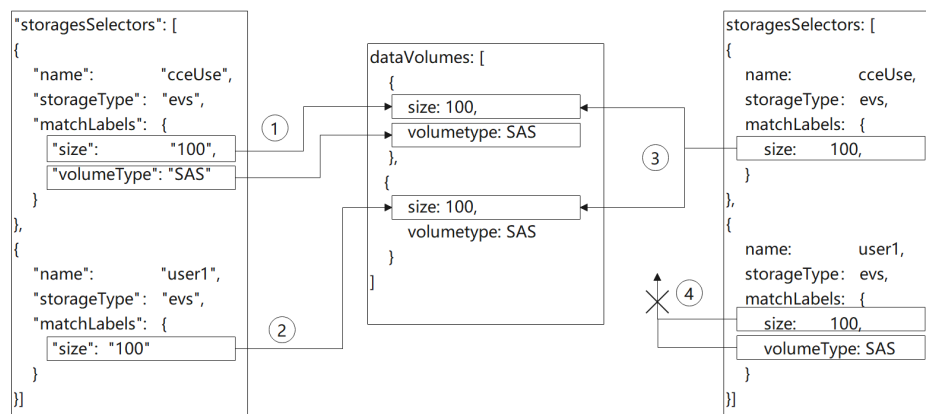 "storagesSelectors": [
{
"name": "cceUse",
"storageType": "evs",
"matchLabels": {
"size": "100",
"volumeType": "SAS"
}
},
{
"name": "user1",
"storageType": "evs",
"matchLabels": {
"size": "100"
}
}]
1
2
dataVolumes: [
{
size: 100,
volumetype: SAS
},
{
size: 100,
volumetype: SAS
}
]
3
4
storagesSelectors: [
{
name: cceUse,
storageType: evs,
matchLabels: {
size: 100,
}
},
{
name: user1,
storageType: evs,
matchLabels: {
size: 100,
volumeType: SAS
}
}]